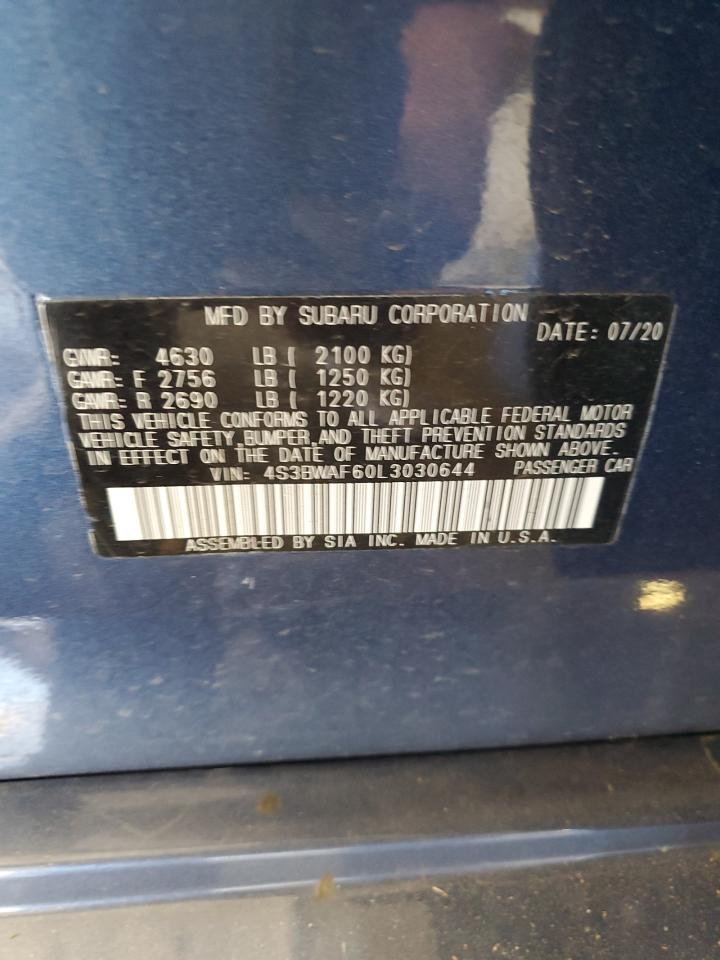 MFD BY SUBARU CORPORATION DATE: 07/20
GVWR: 4630 LB ( 2100 KG)
GAWR: F 2756 LB ( 1250 KG)
GAWR: R 2690 LB ( 1220 KG)
THIS VEHICLE CONFORMS TO ALL APPLICABLE FEDERAL MOTOR
VEHICLE SAFETY, BUMPER, AND THEFT PREVENTION STANDARDS
IN EFFECT ON THE DATE OF MANUFACTURE SHOWN ABOVE.
VIN: 4S3BWAF60L3030644 PASSENGER CAR
ASSEMBLED BY SIA INC. MADE IN U.S.A.